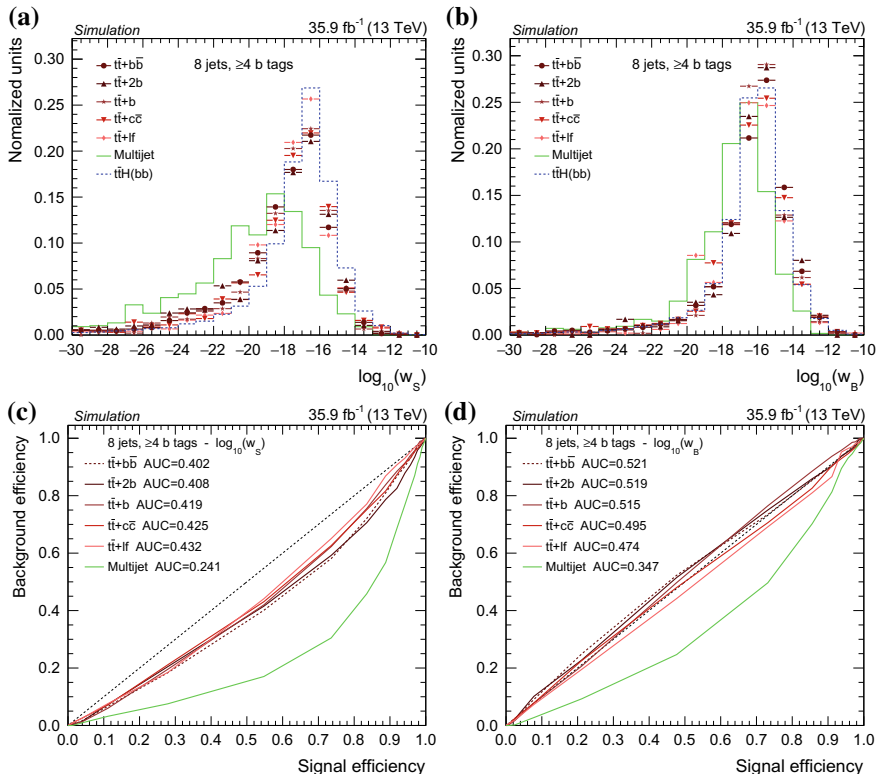 (a)
Simulation 35.9 fb⁻¹ (13 TeV)
Normalized units
0.30
0.25
0.20
0.15
0.10
0.05
0.00
8 jets, ≥4 b tags
tt̄+bb̄
tt̄+2b
tt̄+b
tt̄+cc̄
tt̄+lf
Multijet
tt̄H(bb)
−30 −28 −26 −24 −22 −20 −18 −16 −14 −12 −10
log₁₀(w_S)
(b)
Simulation 35.9 fb⁻¹ (13 TeV)
Normalized units
0.30
0.25
0.20
0.15
0.10
0.05
0.00
8 jets, ≥4 b tags
tt̄+bb̄
tt̄+2b
tt̄+b
tt̄+cc̄
tt̄+lf
Multijet
tt̄H(bb)
−30 −28 −26 −24 −22 −20 −18 −16 −14 −12 −10
log₁₀(w_B)
(c)
Simulation 35.9 fb⁻¹ (13 TeV)
Background efficiency
1.0
0.8
0.6
0.4
0.2
0.0
8 jets, ≥4 b tags - log₁₀(w_S)
tt̄+bb̄ AUC=0.402
tt̄+2b AUC=0.408
tt̄+b AUC=0.419
tt̄+cc̄ AUC=0.425
tt̄+lf AUC=0.432
Multijet AUC=0.241
0.0 0.1 0.2 0.3 0.4 0.5 0.6 0.7 0.8 0.9 1.0
Signal efficiency
(d)
Simulation 35.9 fb⁻¹ (13 TeV)
Background efficiency
1.0
0.8
0.6
0.4
0.2
0.0
8 jets, ≥4 b tags - log₁₀(w_B)
tt̄+bb̄ AUC=0.521
tt̄+2b AUC=0.519
tt̄+b AUC=0.515
tt̄+cc̄ AUC=0.495
tt̄+lf AUC=0.474
Multijet AUC=0.347
0.0 0.1 0.2 0.3 0.4 0.5 0.6 0.7 0.8 0.9 1.0
Signal efficiency